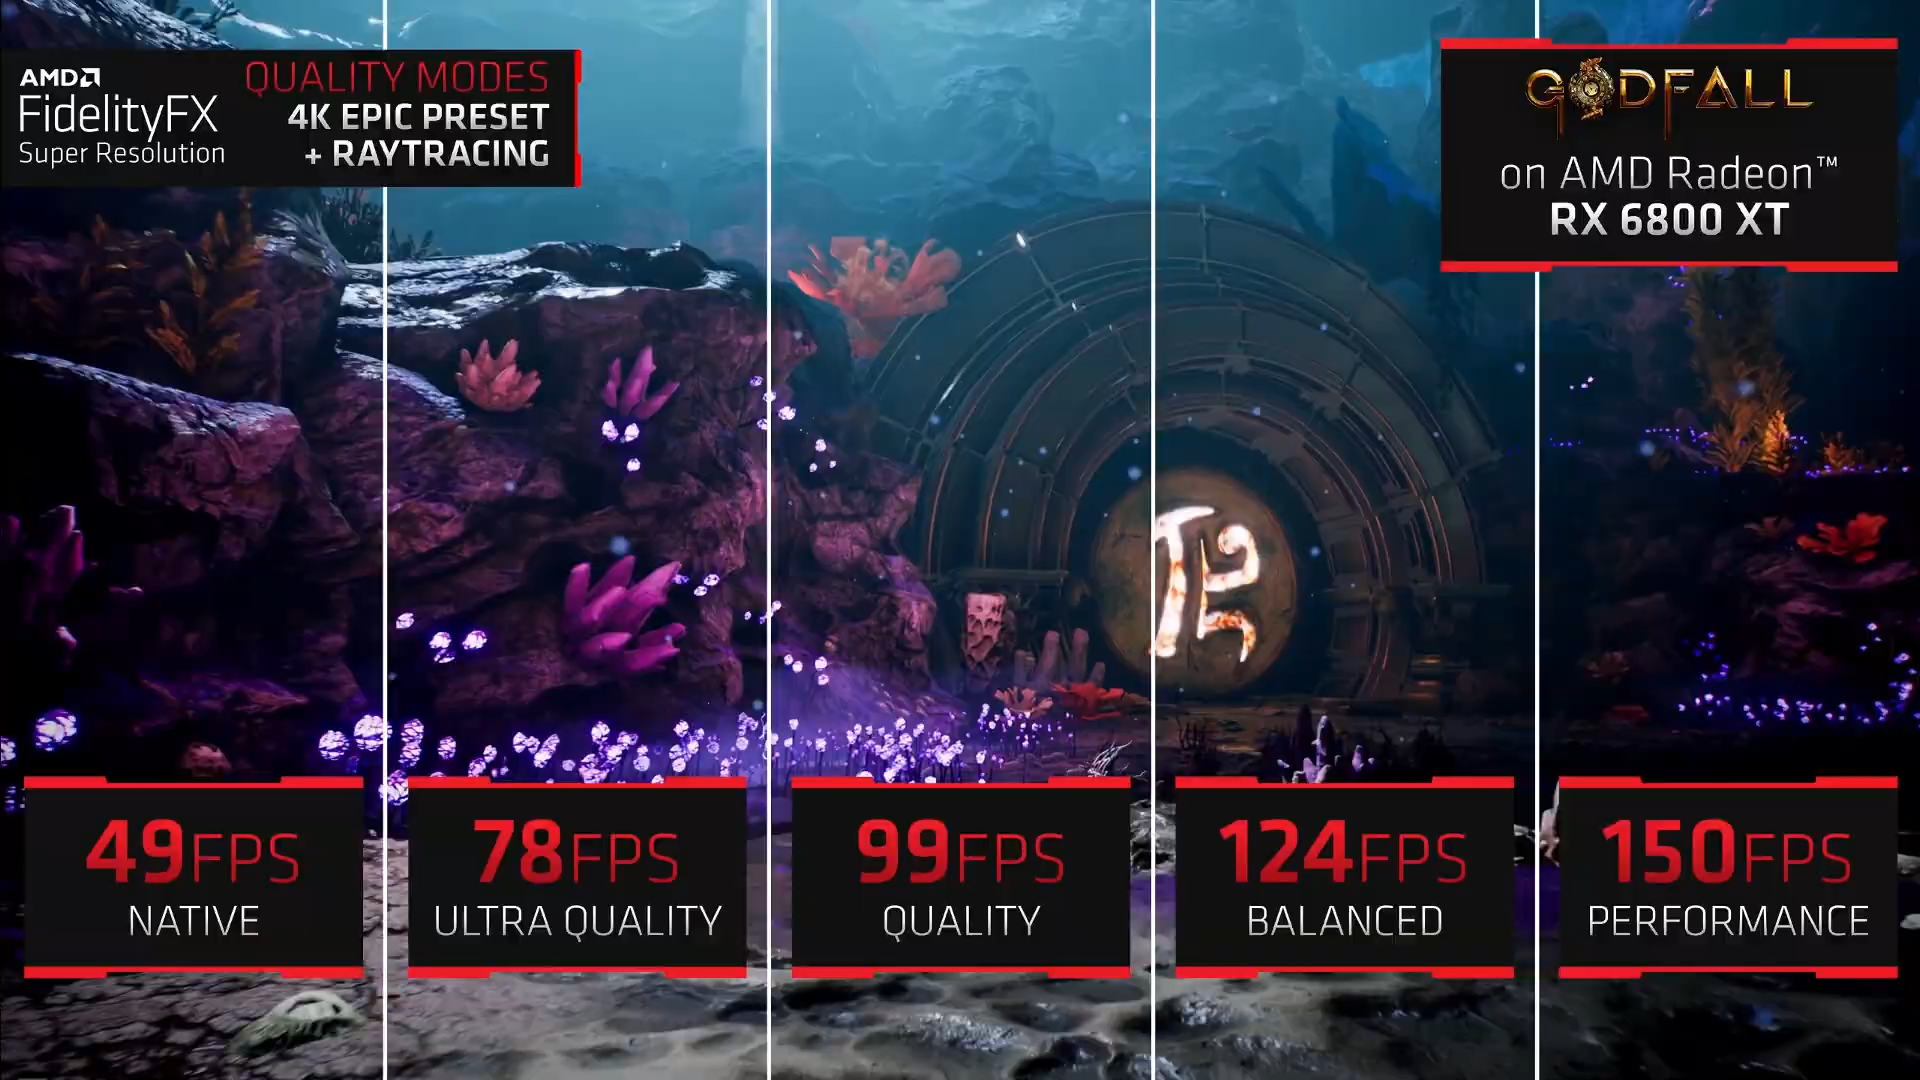 AMD
FidelityFX
Super Resolution
QUALITY MODES
4K EPIC PRESET
+ RAYTRACING
GODFALL
on AMD Radeon™
RX 6800 XT
49FPS
NATIVE
78FPS
ULTRA QUALITY
99FPS
QUALITY
124FPS
BALANCED
150FPS
PERFORMANCE